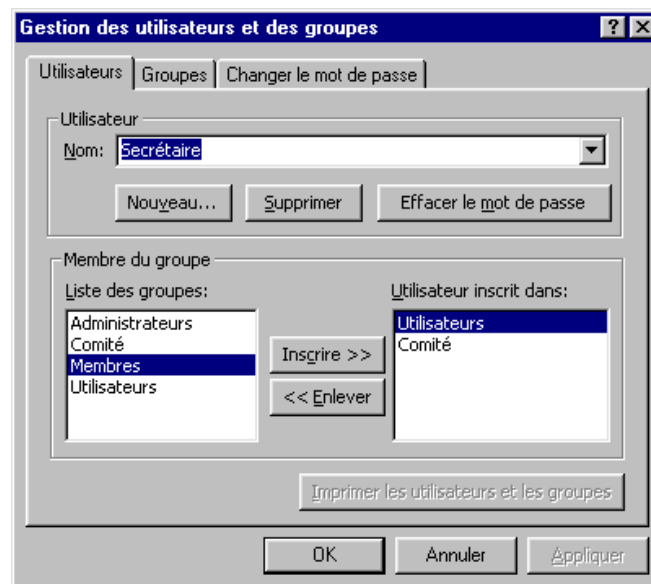 Gestion des utilisateurs et des groupes
Utilisateurs Groupes Changer le mot de passe
Utilisateur
Nom: Secrétaire
Nouveau... Supprimer Effacer le mot de passe
Membre du groupe
Liste des groupes:
Administrateurs
Comité
Membres
Utilisateurs
Inscrire >>
<< Enlever
Utilisateur inscrit dans:
Utilisateurs
Comité
Imprimer les utilisateurs et les groupes
OK Annuler Appliquer